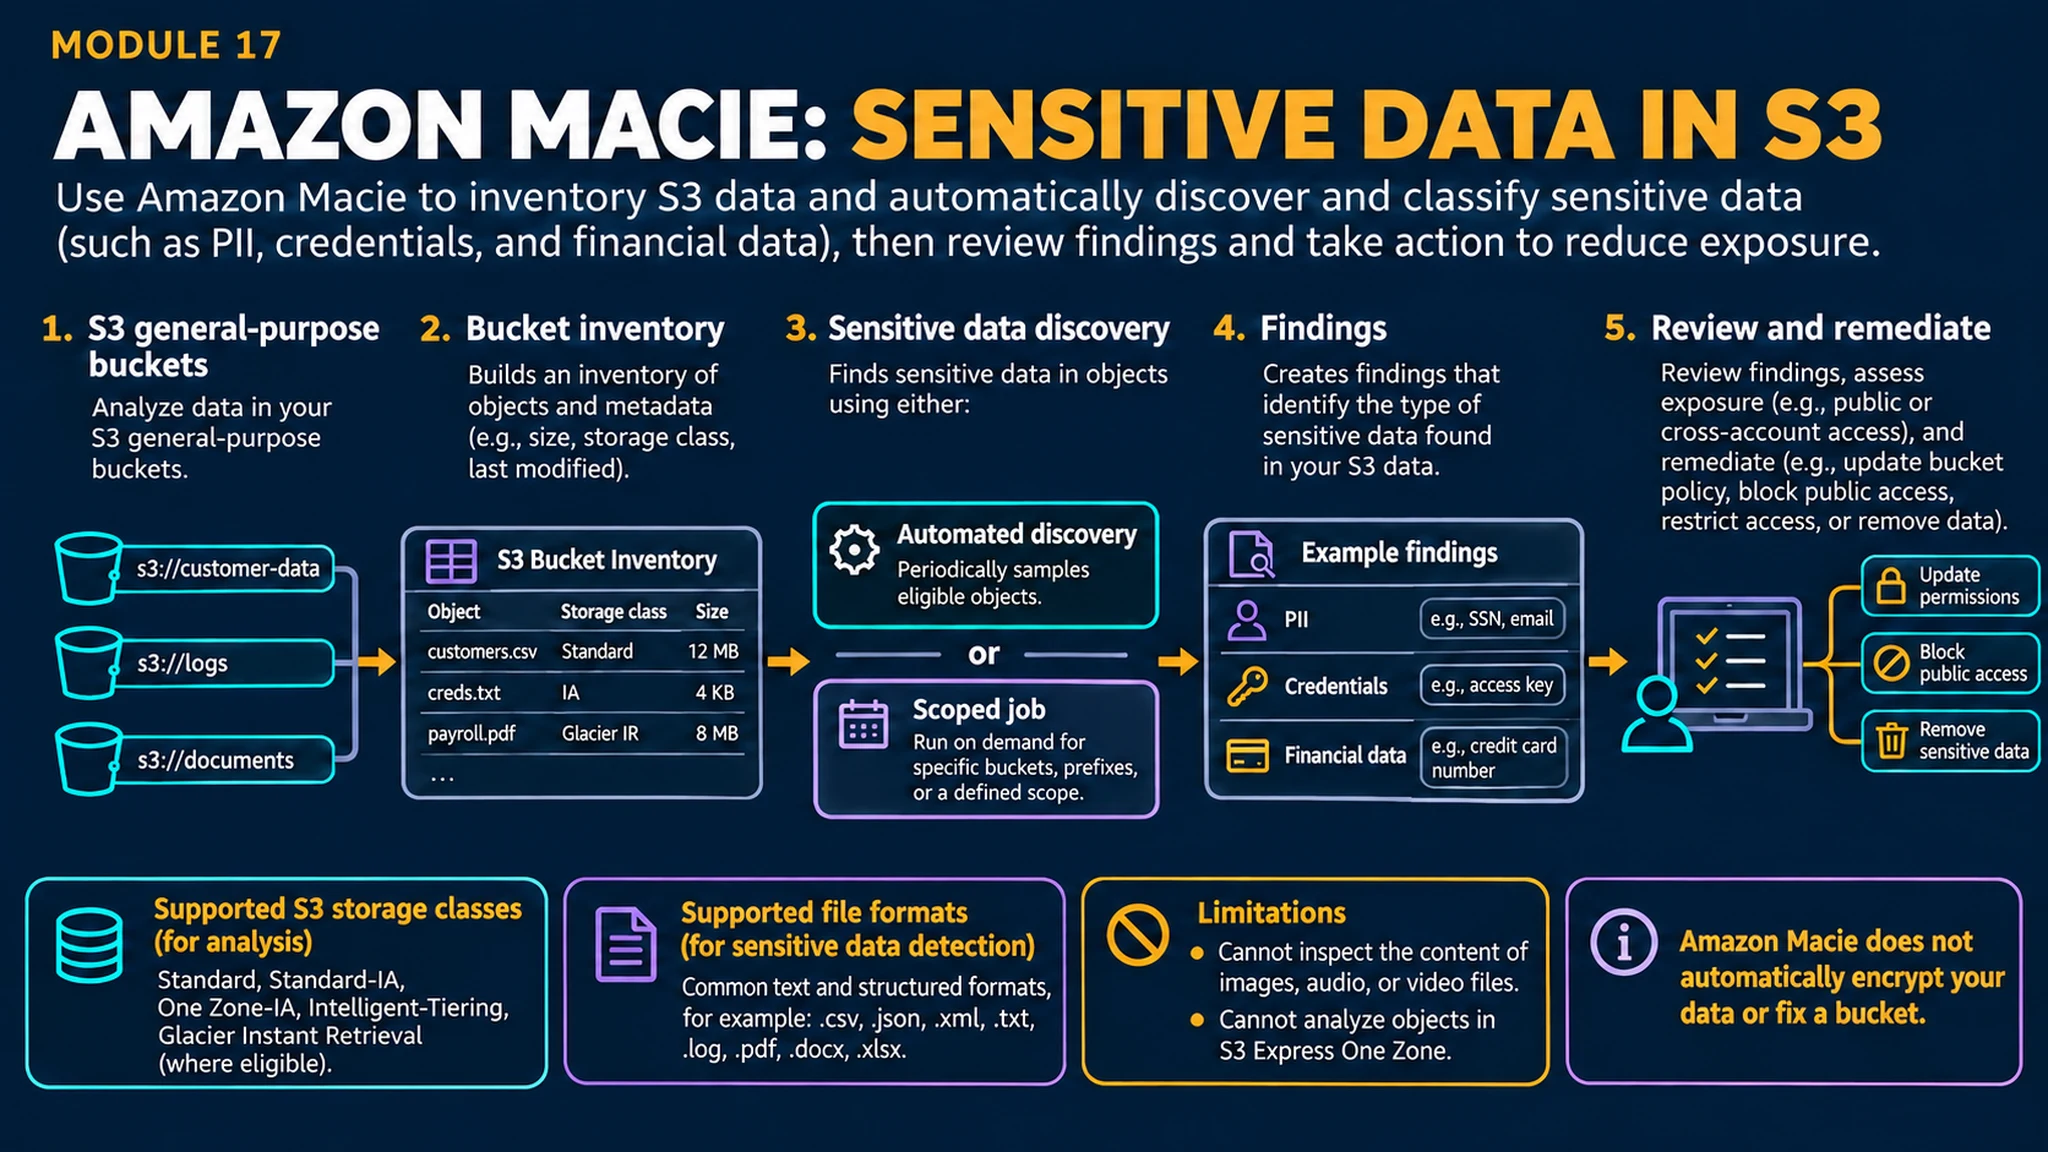 MODULE 17
AMAZON MACIE: SENSITIVE DATA IN S3
Use Amazon Macie to inventory S3 data and automatically discover and classify sensitive data
(such as PII, credentials, and financial data), then review findings and take action to reduce exposure.
1. S3 general-purpose
buckets
Analyze data in your
S3 general-purpose
buckets.
s3://customer-data
s3://logs
s3://documents
2. Bucket inventory
Builds an inventory of
objects and metadata
(e.g., size, storage class,
last modified).
S3 Bucket Inventory
Object Storage class Size
customers.csv Standard 12 MB
creds.txt IA 4 KB
payroll.pdf Glacier IR 8 MB
...
3. Sensitive data discovery
Finds sensitive data in objects
using either:
Automated discovery
Periodically samples
eligible objects.
or
Scoped job
Run on demand for
specific buckets, prefixes,
or a defined scope.
4. Findings
Creates findings that
identify the type of
sensitive data found
in your S3 data.
Example findings
PII e.g., SSN, email
Credentials e.g., access key
Financial data e.g., credit card
number
5. Review and remediate
Review findings, assess
exposure (e.g., public or
cross-account access), and
remediate (e.g., update bucket
policy, block public access,
restrict access, or remove data).
Update
permissions
Block
public access
Remove
sensitive data
Supported S3 storage classes
(for analysis)
Standard, Standard-IA,
One Zone-IA, Intelligent-Tiering,
Glacier Instant Retrieval
(where eligible).
Supported file formats
(for sensitive data detection)
Common text and structured formats,
for example: .csv, .json, .xml, .txt,
.log, .pdf, .docx, .xlsx.
Limitations
• Cannot inspect the content of
images, audio, or video files.
• Cannot analyze objects in
S3 Express One Zone.
Amazon Macie does not
automatically encrypt your
data or fix a bucket.